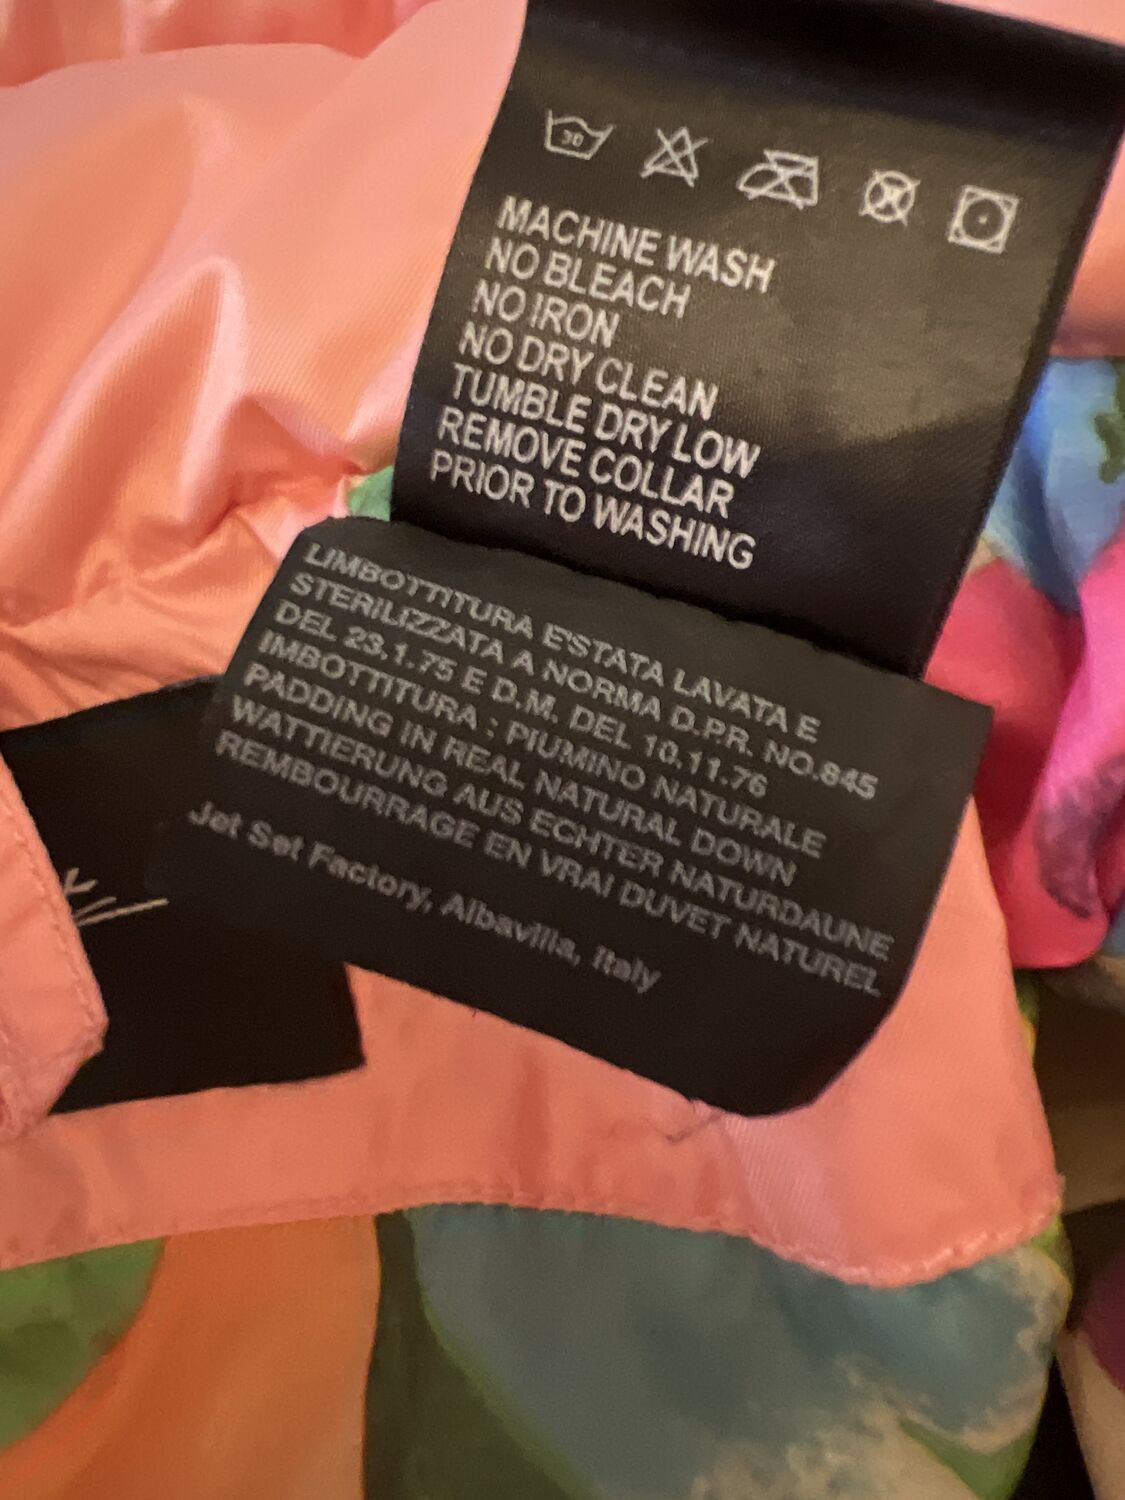 30
MACHINE WASH
NO BLEACH
NO IRON
NO DRY CLEAN
TUMBLE DRY LOW
REMOVE COLLAR
PRIOR TO WASHING
LIMBOTTITURA E'STATA LAVATA E
STERILIZZATA A NORMA D.PR. NO.845
DEL 23.1.75 E D.M. DEL 10.11.76
IMBOTTITURA : PIUMINO NATURALE
PADDING IN REAL NATURAL DOWN
WATTIERUNG AUS ECHTER NATURDAUNE
REMBOURRAGE EN VRAI DUVET NATUREL
Jet Set Factory, Albavilla, Italy